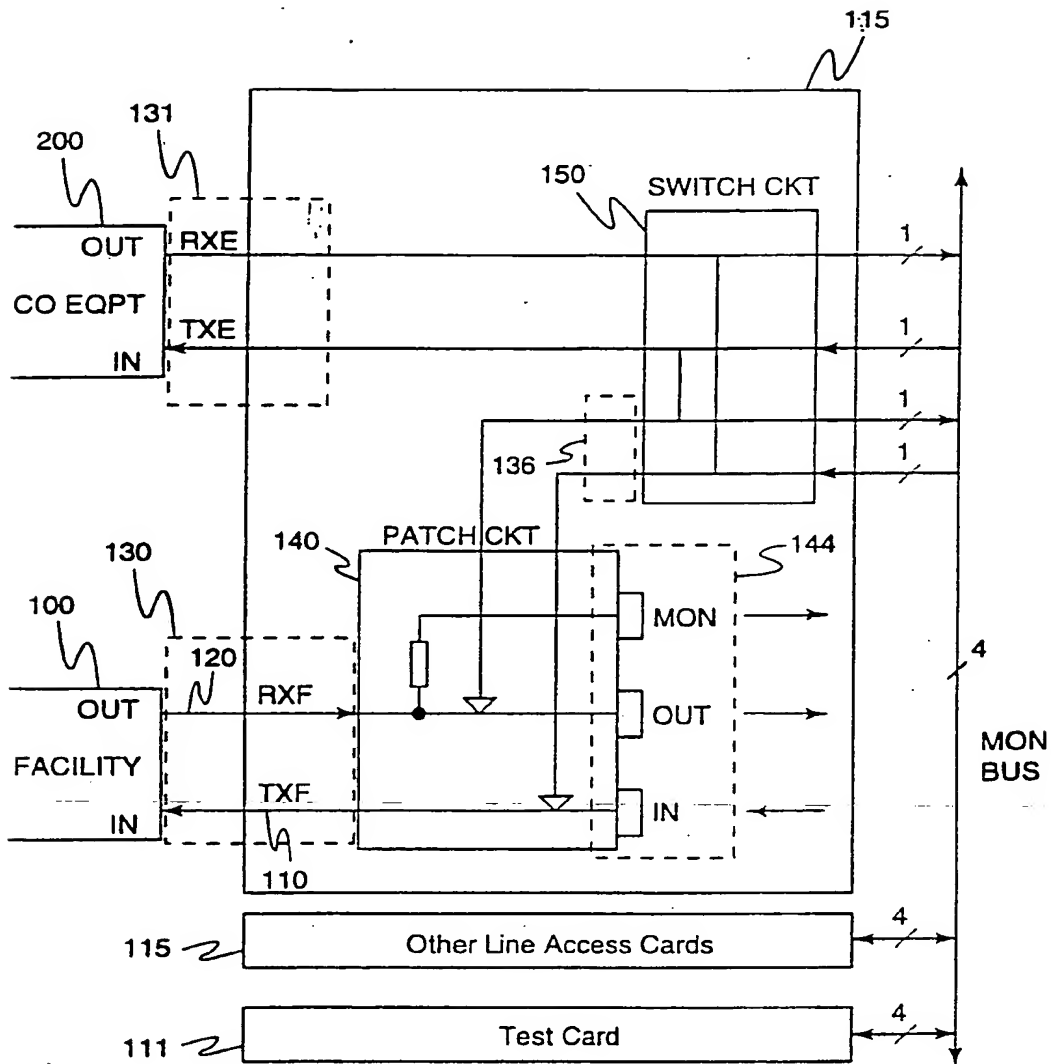 115
131
200
150
SWITCH CKT
OUT
RXE
1
CO EQPT
TXE
1
IN
1
136
1
PATCH CKT
140
144
130
100
MON
120
4
OUT
RXF
OUT
MON
BUS
FACILITY
TXF
IN
IN
110
115
Other Line Access Cards
4
111
Test Card
4